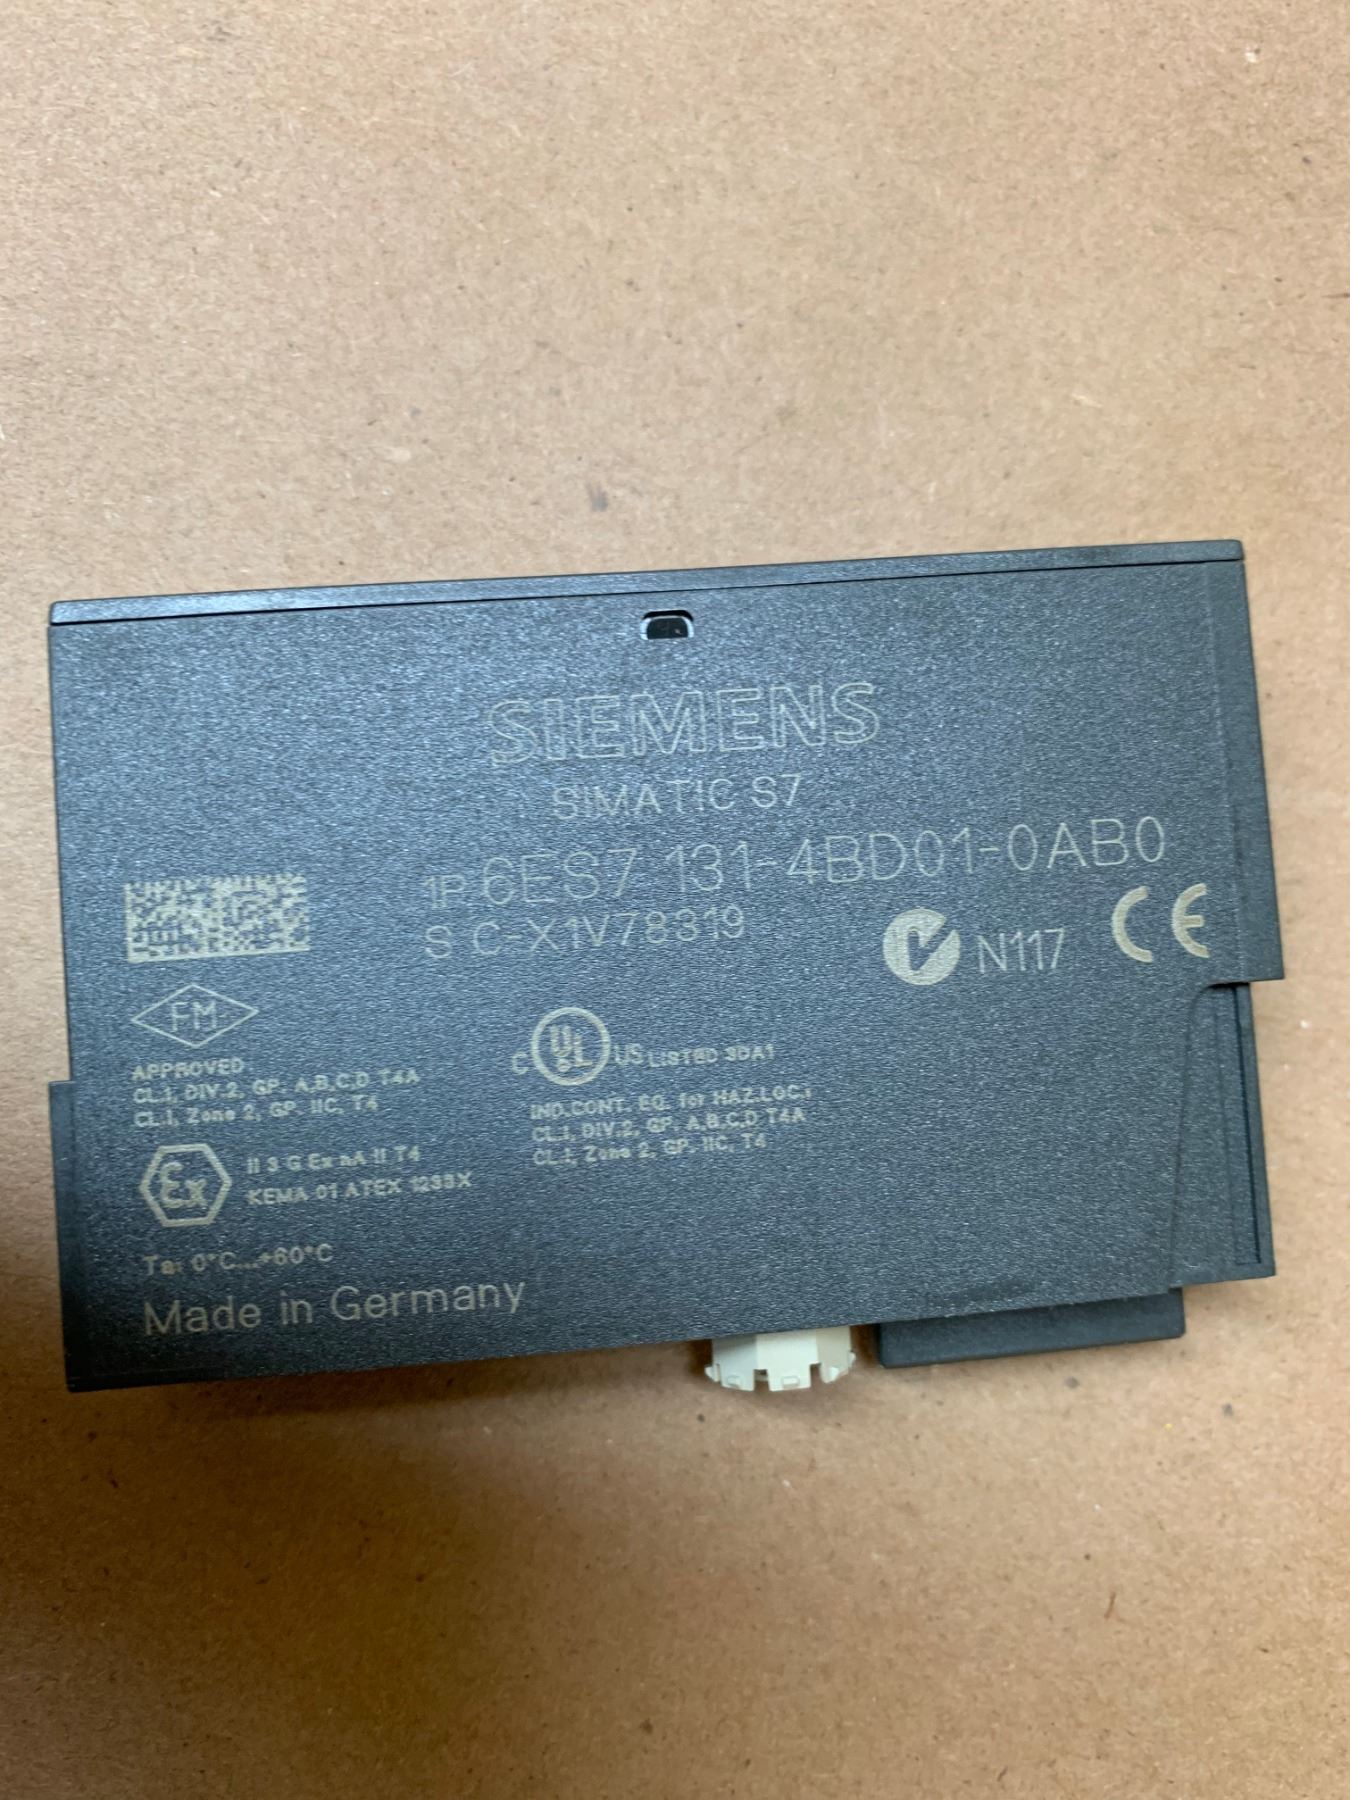 SIEMENS
SIMATIC S7
1P 6ES7 131-4BD01-0AB0
S C-X1V78319
N117 CE
FM
APPROVED
CL.I, DIV.2, GP. A,B,C,D T4A
CL.I, Zone 2, GP. IIC, T4
C UL US LISTED 3DA1
IND.CONT. EQ. for HAZ.LOC.:
CL.I, DIV.2, GP. A,B,C,D T4A
CL.I, Zone 2, GP. IIC, T4
Ex II 3 G Ex nA II T4
KEMA 01 ATEX 1238X
Ta: 0°C...+60°C
Made in Germany